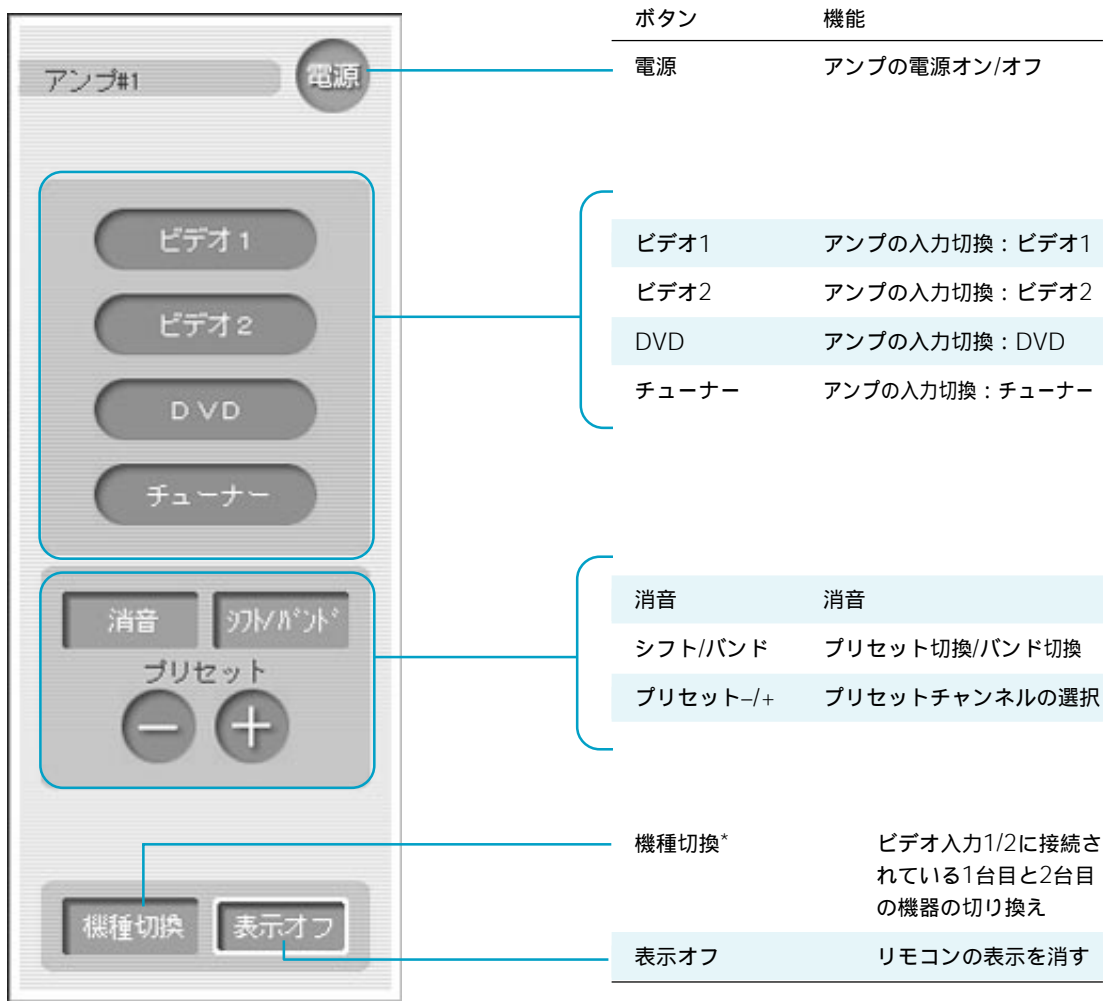 アンプ#1
電源
ビデオ1
ビデオ2
DVD
チューナー
消音
ｼﾌﾄ/ﾊﾞﾝﾄﾞ
プリセット
− +
機種切換
表示オフ
ボタン 機能
電源 アンプの電源オン/オフ
ビデオ1 アンプの入力切換：ビデオ1
ビデオ2 アンプの入力切換：ビデオ2
DVD アンプの入力切換：DVD
チューナー アンプの入力切換：チューナー
消音 消音
シフト/バンド プリセット切換/バンド切換
プリセット–/+ プリセットチャンネルの選択
機種切換* ビデオ入力1/2に接続さ
れている1台目と2台目
の機器の切り換え
表示オフ リモコンの表示を消す